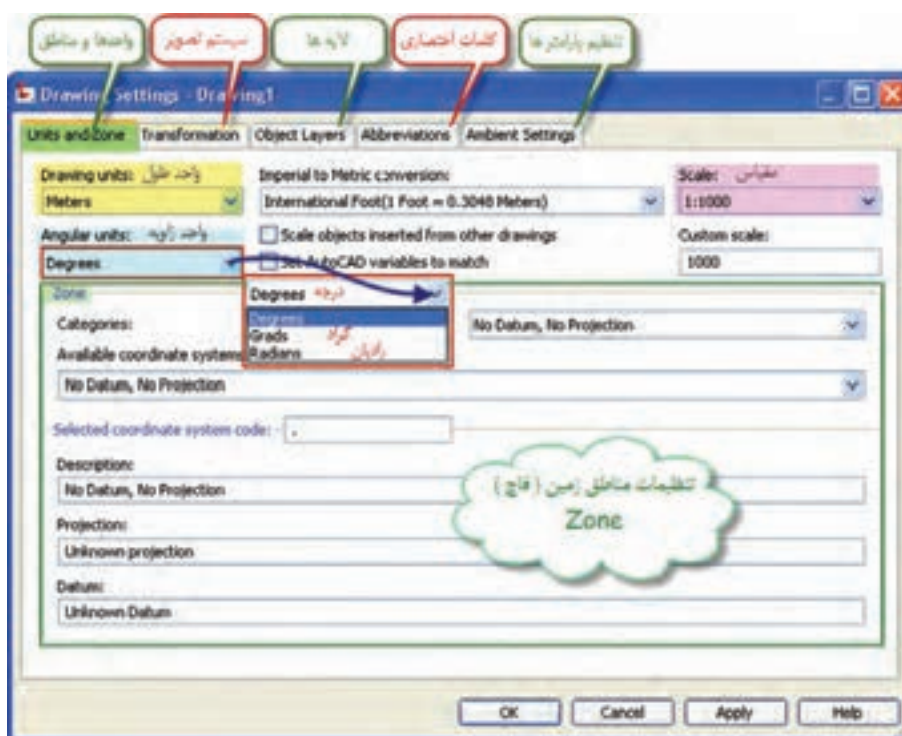 واحدها و مناطق
سیستم تصویر
لایه ها
کلمات اختصاری
تنظیم پارامتر ها
Drawing Settings - Drawing1
Units and Zone
Transformation
Object Layers
Abbreviations
Ambient Settings
Drawing units: واحد طول
Imperial to Metric conversion:
Scale: مقیاس
Meters
International Foot(1 Foot = 0.3048 Meters)
1:1000
Angular units: واحد زاویه
Scale objects inserted from other drawings
Custom scale:
Degrees
Set AutoCAD variables to match
1000
Zone
Degrees درجه
Categories:
Degrees
No Datum, No Projection
Grads گراد
Available coordinate systems
Radians رادیان
No Datum, No Projection
Selected coordinate system code: .
Description:
No Datum, No Projection
تنظیمات مناطق زمین ( قاچ )
Zone
Projection:
Unknown projection
Datum:
Unknown Datum
OK
Cancel
Apply
Help